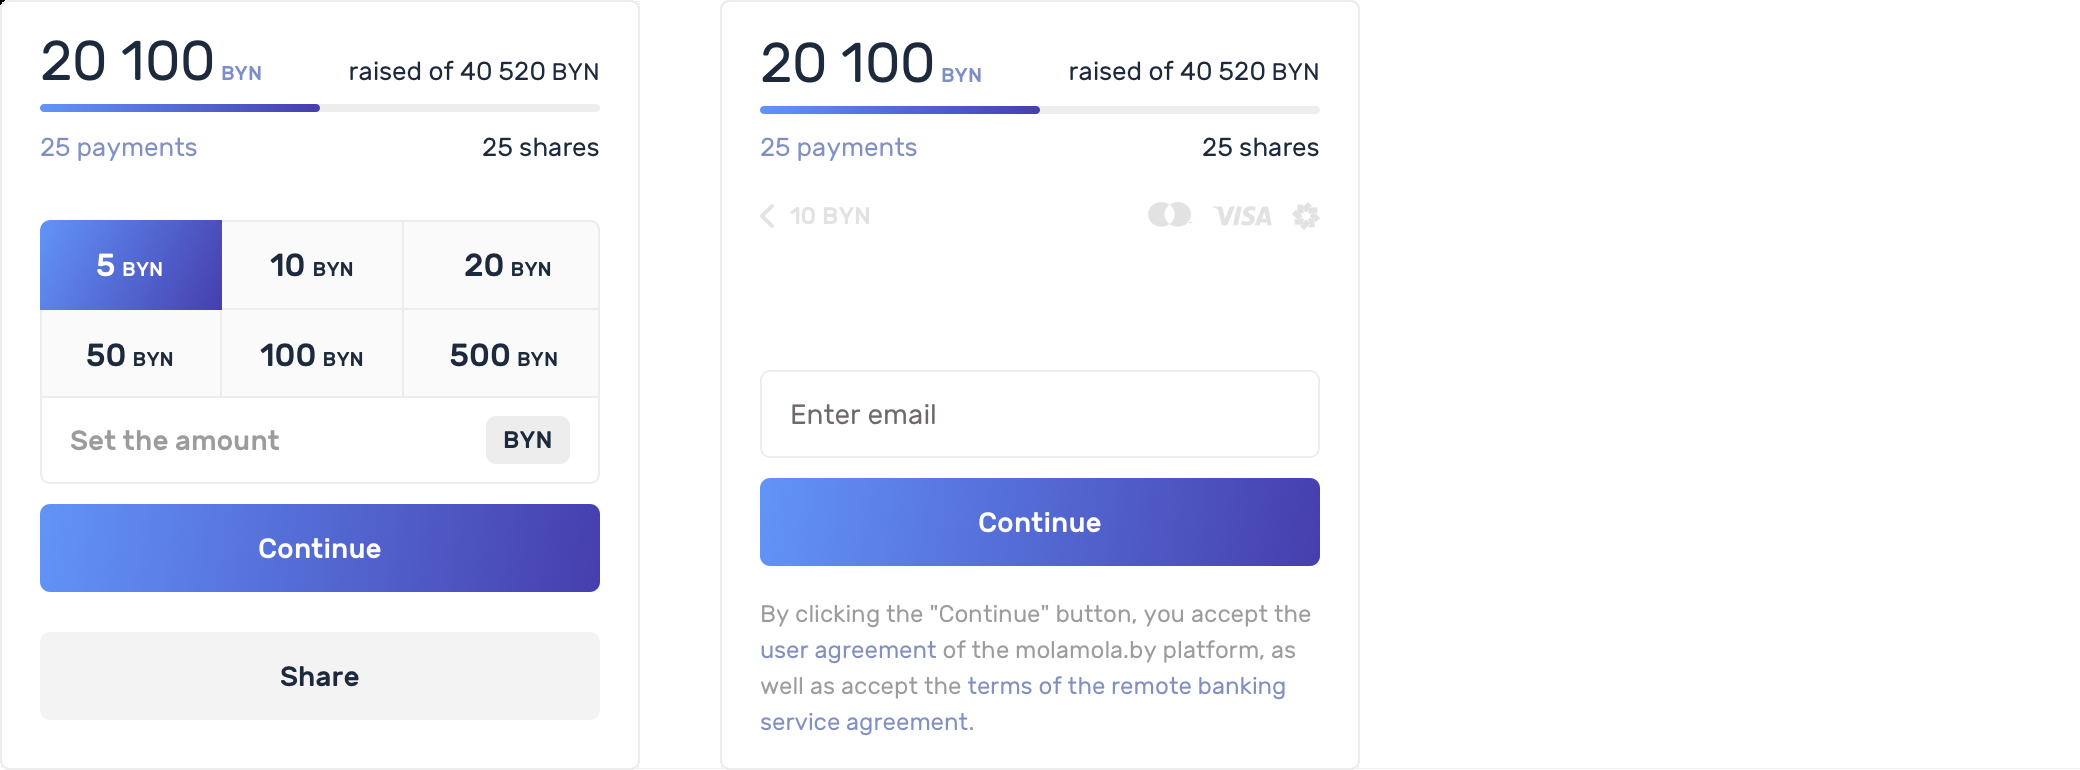 20 100 BYN raised of 40 520 BYN
25 payments 25 shares
5 BYN 10 BYN 20 BYN
50 BYN 100 BYN 500 BYN
Set the amount BYN
Continue
Share
20 100 BYN raised of 40 520 BYN
25 payments 25 shares
10 BYN VISA
Enter email
Continue
By clicking the "Continue" button, you accept the
user agreement of the molamola.by platform, as
well as accept the terms of the remote banking
service agreement.